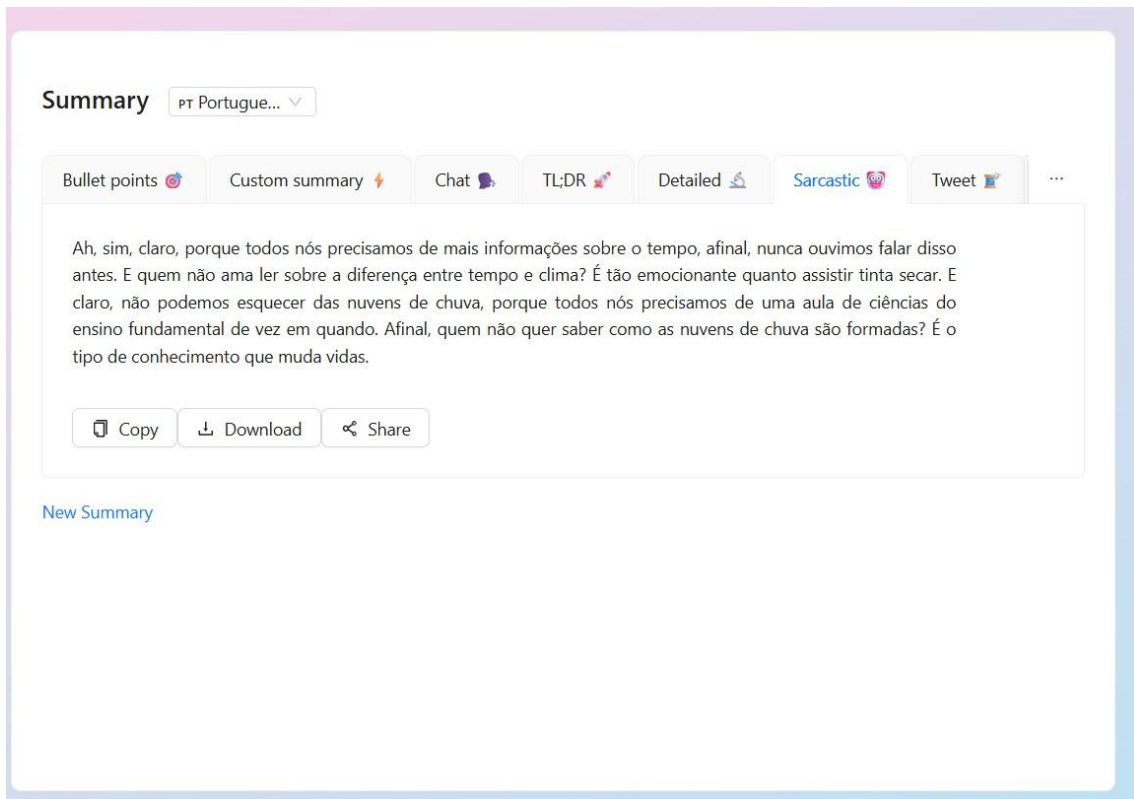 Summary PT Portugue...
Bullet points 🎯 Custom summary ⚡ Chat 🗣 TL;DR 🚀 Detailed 🔬 Sarcastic 🤡 Tweet 🧵 ...
Ah, sim, claro, porque todos nós precisamos de mais informações sobre o tempo, afinal, nunca ouvimos falar disso
antes. E quem não ama ler sobre a diferença entre tempo e clima? É tão emocionante quanto assistir tinta secar. E
claro, não podemos esquecer das nuvens de chuva, porque todos nós precisamos de uma aula de ciências do
ensino fundamental de vez em quando. Afinal, quem não quer saber como as nuvens de chuva são formadas? É o
tipo de conhecimento que muda vidas.
Copy Download Share
New Summary